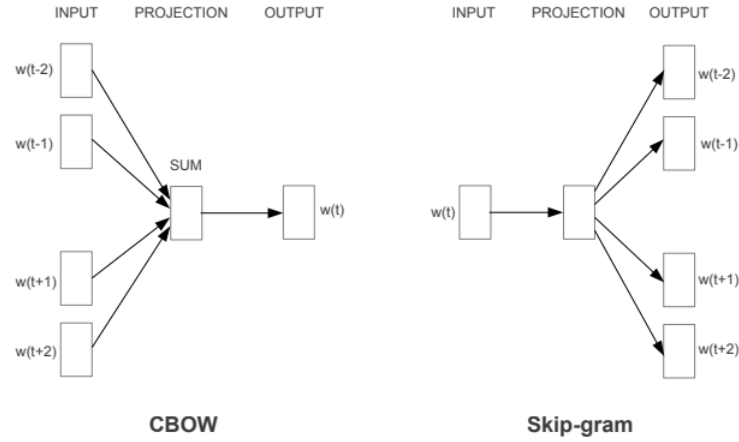 INPUT PROJECTION OUTPUT
w(t-2)
w(t-1)
SUM
w(t)
w(t+1)
w(t+2)
CBOW
INPUT PROJECTION OUTPUT
w(t-2)
w(t-1)
w(t)
w(t+1)
w(t+2)
Skip-gram